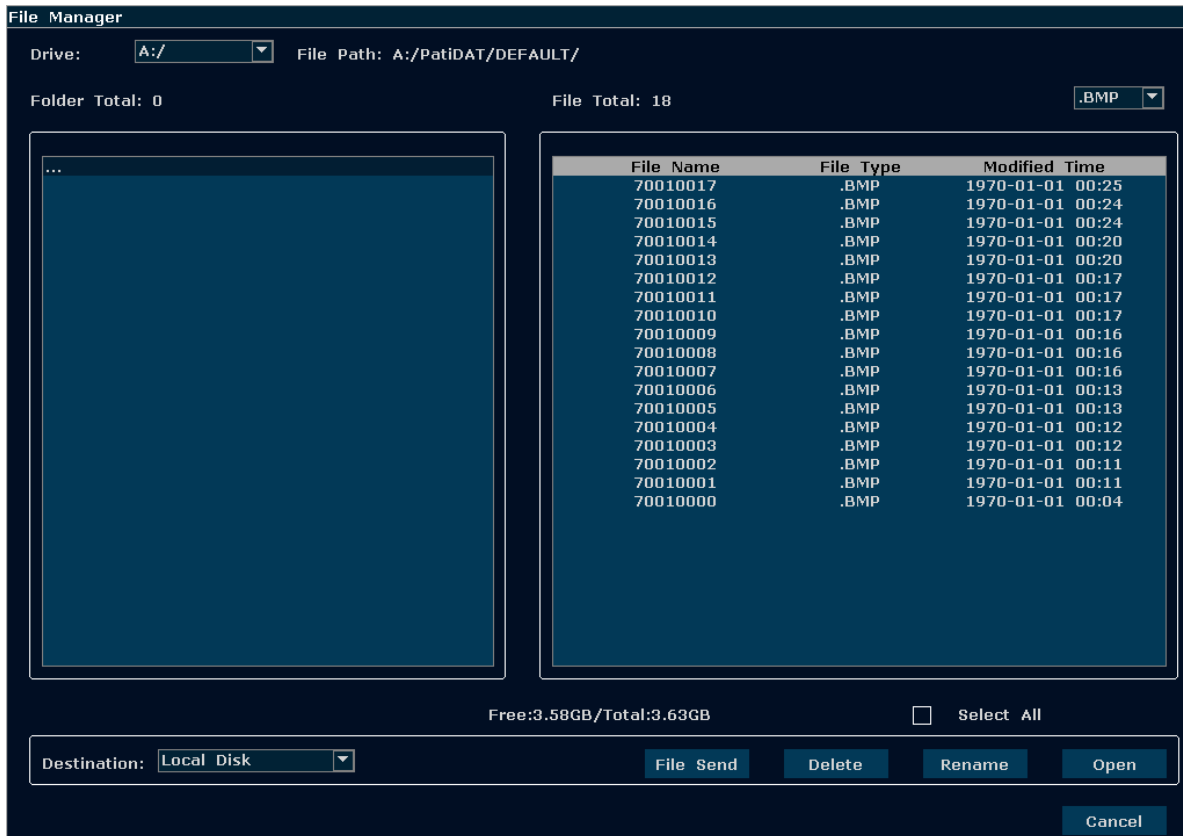 File Manager
Drive: A:/ File Path: A:/PatiDAT/DEFAULT/
Folder Total: 0 File Total: 18 .BMP
...
File Name File Type Modified Time
70010017 .BMP 1970-01-01 00:25
70010016 .BMP 1970-01-01 00:24
70010015 .BMP 1970-01-01 00:24
70010014 .BMP 1970-01-01 00:20
70010013 .BMP 1970-01-01 00:20
70010012 .BMP 1970-01-01 00:17
70010011 .BMP 1970-01-01 00:17
70010010 .BMP 1970-01-01 00:17
70010009 .BMP 1970-01-01 00:16
70010008 .BMP 1970-01-01 00:16
70010007 .BMP 1970-01-01 00:16
70010006 .BMP 1970-01-01 00:13
70010005 .BMP 1970-01-01 00:13
70010004 .BMP 1970-01-01 00:12
70010003 .BMP 1970-01-01 00:12
70010002 .BMP 1970-01-01 00:11
70010001 .BMP 1970-01-01 00:11
70010000 .BMP 1970-01-01 00:04
Free:3.58GB/Total:3.63GB Select All
Destination: Local Disk File Send Delete Rename Open
Cancel